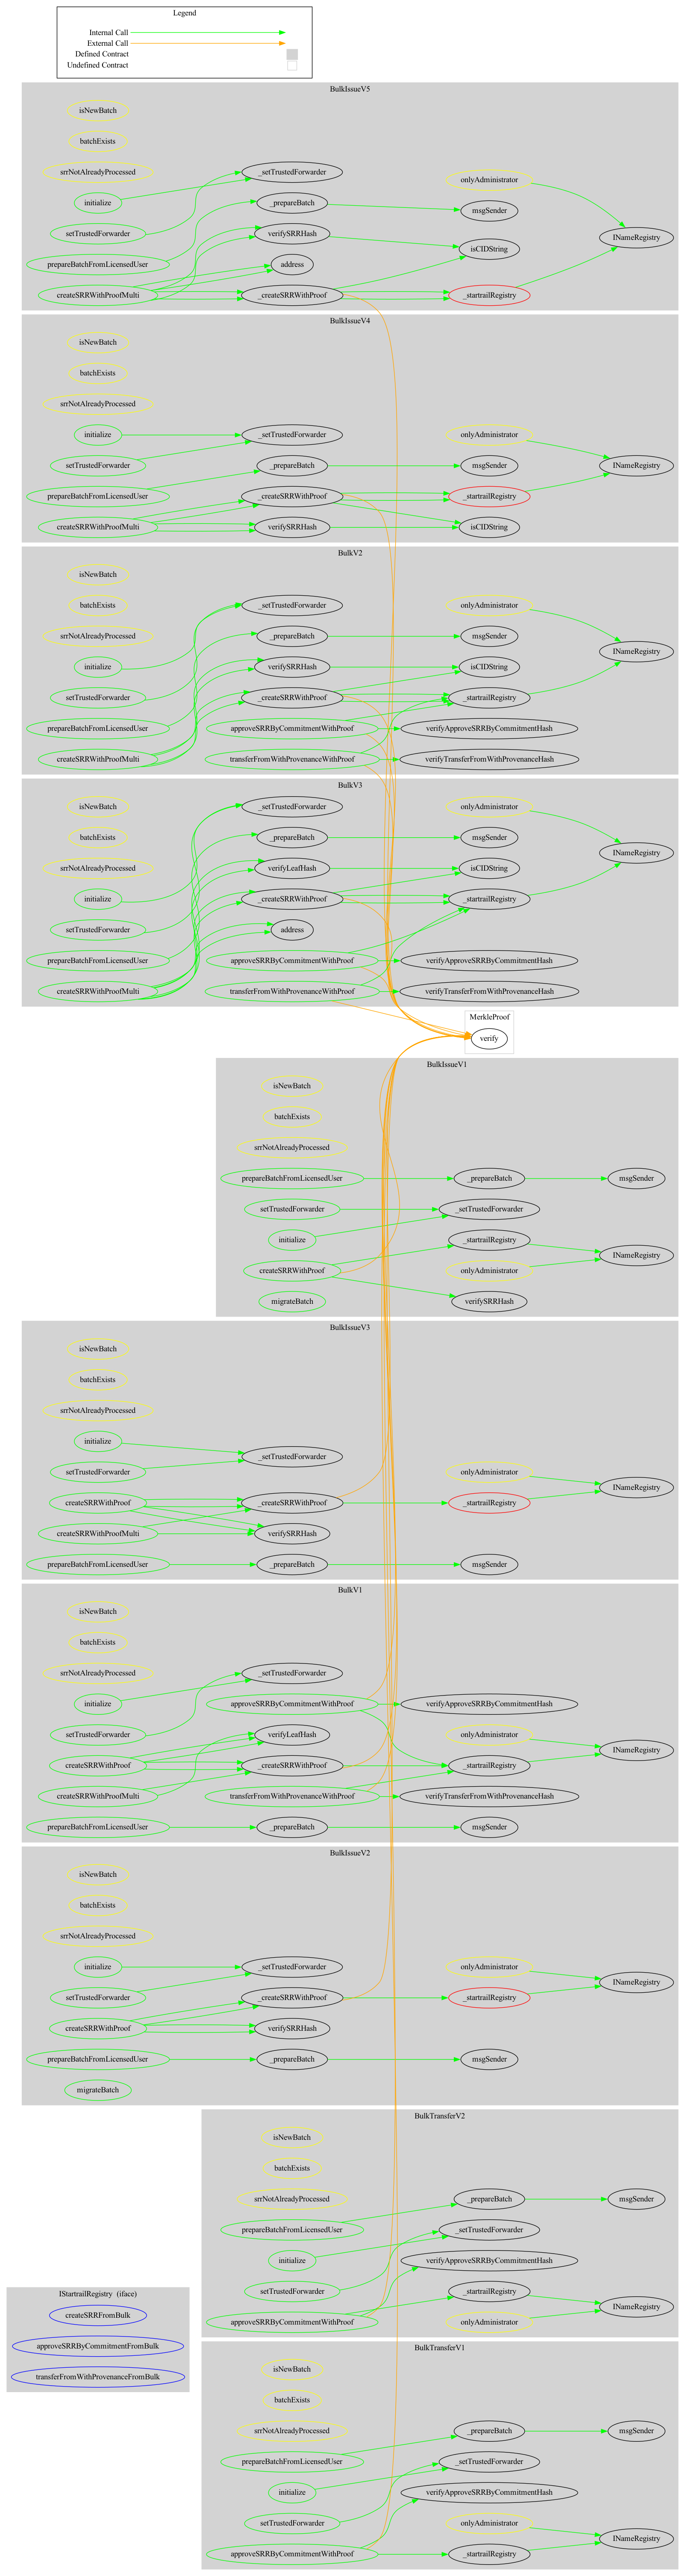 Legend
Internal Call
External Call
Defined Contract
Undefined Contract
BulkIssueV5
isNewBatch
batchExists
srrNotAlreadyProcessed
initialize
setTrustedForwarder
prepareBatchFromLicensedUser
createSRRWithProofMulti
_setTrustedForwarder
_prepareBatch
verifySRRHash
address
_createSRRWithProof
onlyAdministrator
msgSender
isCIDString
_startrailRegistry
INameRegistry
BulkIssueV4
isNewBatch
batchExists
srrNotAlreadyProcessed
initialize
setTrustedForwarder
prepareBatchFromLicensedUser
createSRRWithProofMulti
_setTrustedForwarder
_prepareBatch
_createSRRWithProof
verifySRRHash
onlyAdministrator
msgSender
_startrailRegistry
isCIDString
INameRegistry
BulkV2
isNewBatch
batchExists
srrNotAlreadyProcessed
initialize
setTrustedForwarder
prepareBatchFromLicensedUser
createSRRWithProofMulti
_setTrustedForwarder
_prepareBatch
verifySRRHash
_createSRRWithProof
approveSRRByCommitmentWithProof
transferFromWithProvenanceWithProof
onlyAdministrator
msgSender
isCIDString
_startrailRegistry
verifyApproveSRRByCommitmentHash
verifyTransferFromWithProvenanceHash
INameRegistry
BulkV3
isNewBatch
batchExists
srrNotAlreadyProcessed
initialize
setTrustedForwarder
prepareBatchFromLicensedUser
createSRRWithProofMulti
_setTrustedForwarder
_prepareBatch
verifyLeafHash
_createSRRWithProof
address
approveSRRByCommitmentWithProof
transferFromWithProvenanceWithProof
onlyAdministrator
msgSender
isCIDString
_startrailRegistry
verifyApproveSRRByCommitmentHash
verifyTransferFromWithProvenanceHash
INameRegistry
MerkleProof
verify
BulkIssueV1
isNewBatch
batchExists
srrNotAlreadyProcessed
prepareBatchFromLicensedUser
setTrustedForwarder
initialize
createSRRWithProof
migrateBatch
_prepareBatch
_setTrustedForwarder
_startrailRegistry
onlyAdministrator
verifySRRHash
msgSender
INameRegistry
BulkIssueV3
isNewBatch
batchExists
srrNotAlreadyProcessed
initialize
setTrustedForwarder
createSRRWithProof
createSRRWithProofMulti
prepareBatchFromLicensedUser
_setTrustedForwarder
_createSRRWithProof
verifySRRHash
_prepareBatch
onlyAdministrator
_startrailRegistry
msgSender
INameRegistry
BulkV1
isNewBatch
batchExists
srrNotAlreadyProcessed
initialize
setTrustedForwarder
createSRRWithProof
createSRRWithProofMulti
prepareBatchFromLicensedUser
_setTrustedForwarder
approveSRRByCommitmentWithProof
verifyLeafHash
_createSRRWithProof
transferFromWithProvenanceWithProof
_prepareBatch
verifyApproveSRRByCommitmentHash
onlyAdministrator
_startrailRegistry
verifyTransferFromWithProvenanceHash
msgSender
INameRegistry
BulkIssueV2
isNewBatch
batchExists
srrNotAlreadyProcessed
initialize
setTrustedForwarder
createSRRWithProof
prepareBatchFromLicensedUser
migrateBatch
_setTrustedForwarder
_createSRRWithProof
verifySRRHash
_prepareBatch
onlyAdministrator
_startrailRegistry
msgSender
INameRegistry
BulkTransferV2
isNewBatch
batchExists
srrNotAlreadyProcessed
prepareBatchFromLicensedUser
initialize
setTrustedForwarder
approveSRRByCommitmentWithProof
_prepareBatch
_setTrustedForwarder
verifyApproveSRRByCommitmentHash
_startrailRegistry
onlyAdministrator
msgSender
INameRegistry
IStartrailRegistry (iface)
createSRRFromBulk
approveSRRByCommitmentFromBulk
transferFromWithProvenanceFromBulk
BulkTransferV1
isNewBatch
batchExists
srrNotAlreadyProcessed
prepareBatchFromLicensedUser
initialize
setTrustedForwarder
approveSRRByCommitmentWithProof
_prepareBatch
_setTrustedForwarder
verifyApproveSRRByCommitmentHash
onlyAdministrator
_startrailRegistry
msgSender
INameRegistry